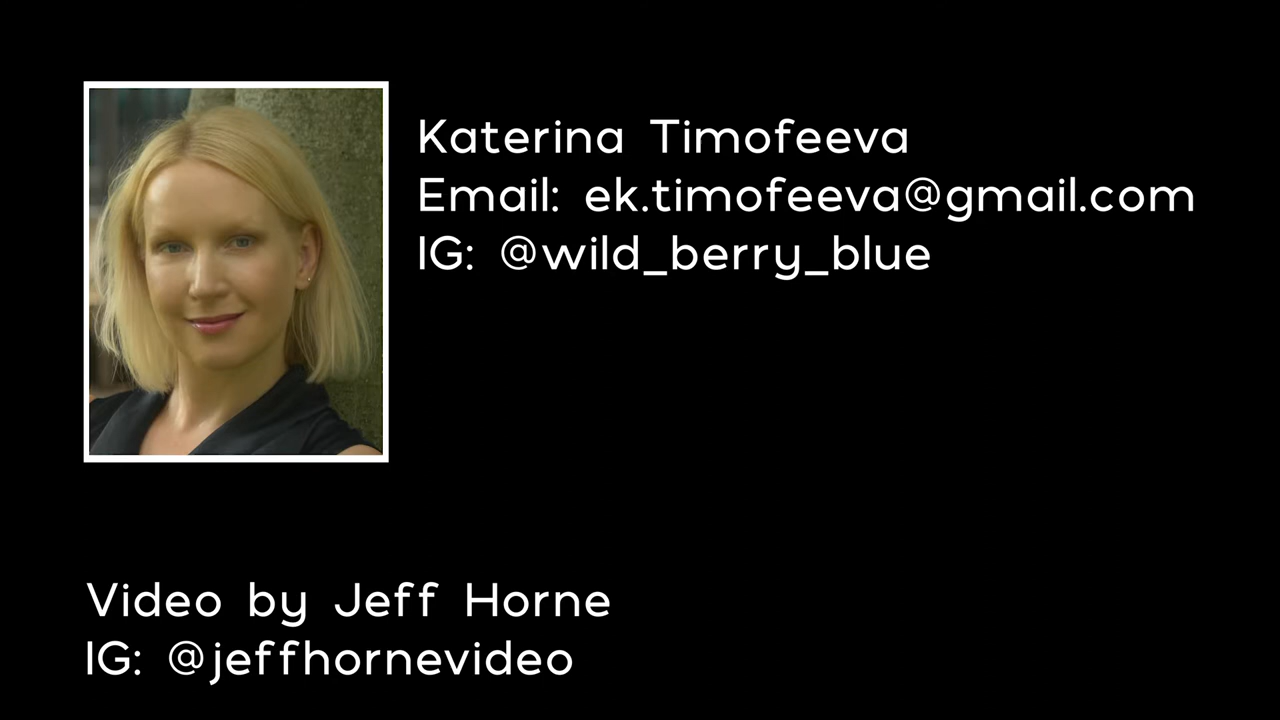 Katerina Timofeeva
Email: ek.timofeeva@gmail.com
IG: @wild_berry_blue
Video by Jeff Horne
IG: @jeffhornevideo